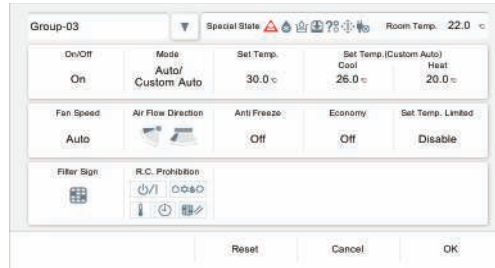 Group-03 ▼ Special State Room Temp. 22.0 °C
On/Off Mode Set Temp. Set Temp.(Custom Auto)
Cool Heat
On Auto/ Custom Auto 30.0 °C 26.0 °C 20.0 °C
Fan Speed Air Flow Direction Anti Freeze Economy Set Temp. Limited
Auto Off Off Disable
Filter Sign R.C. Prohibition
Reset Cancel OK